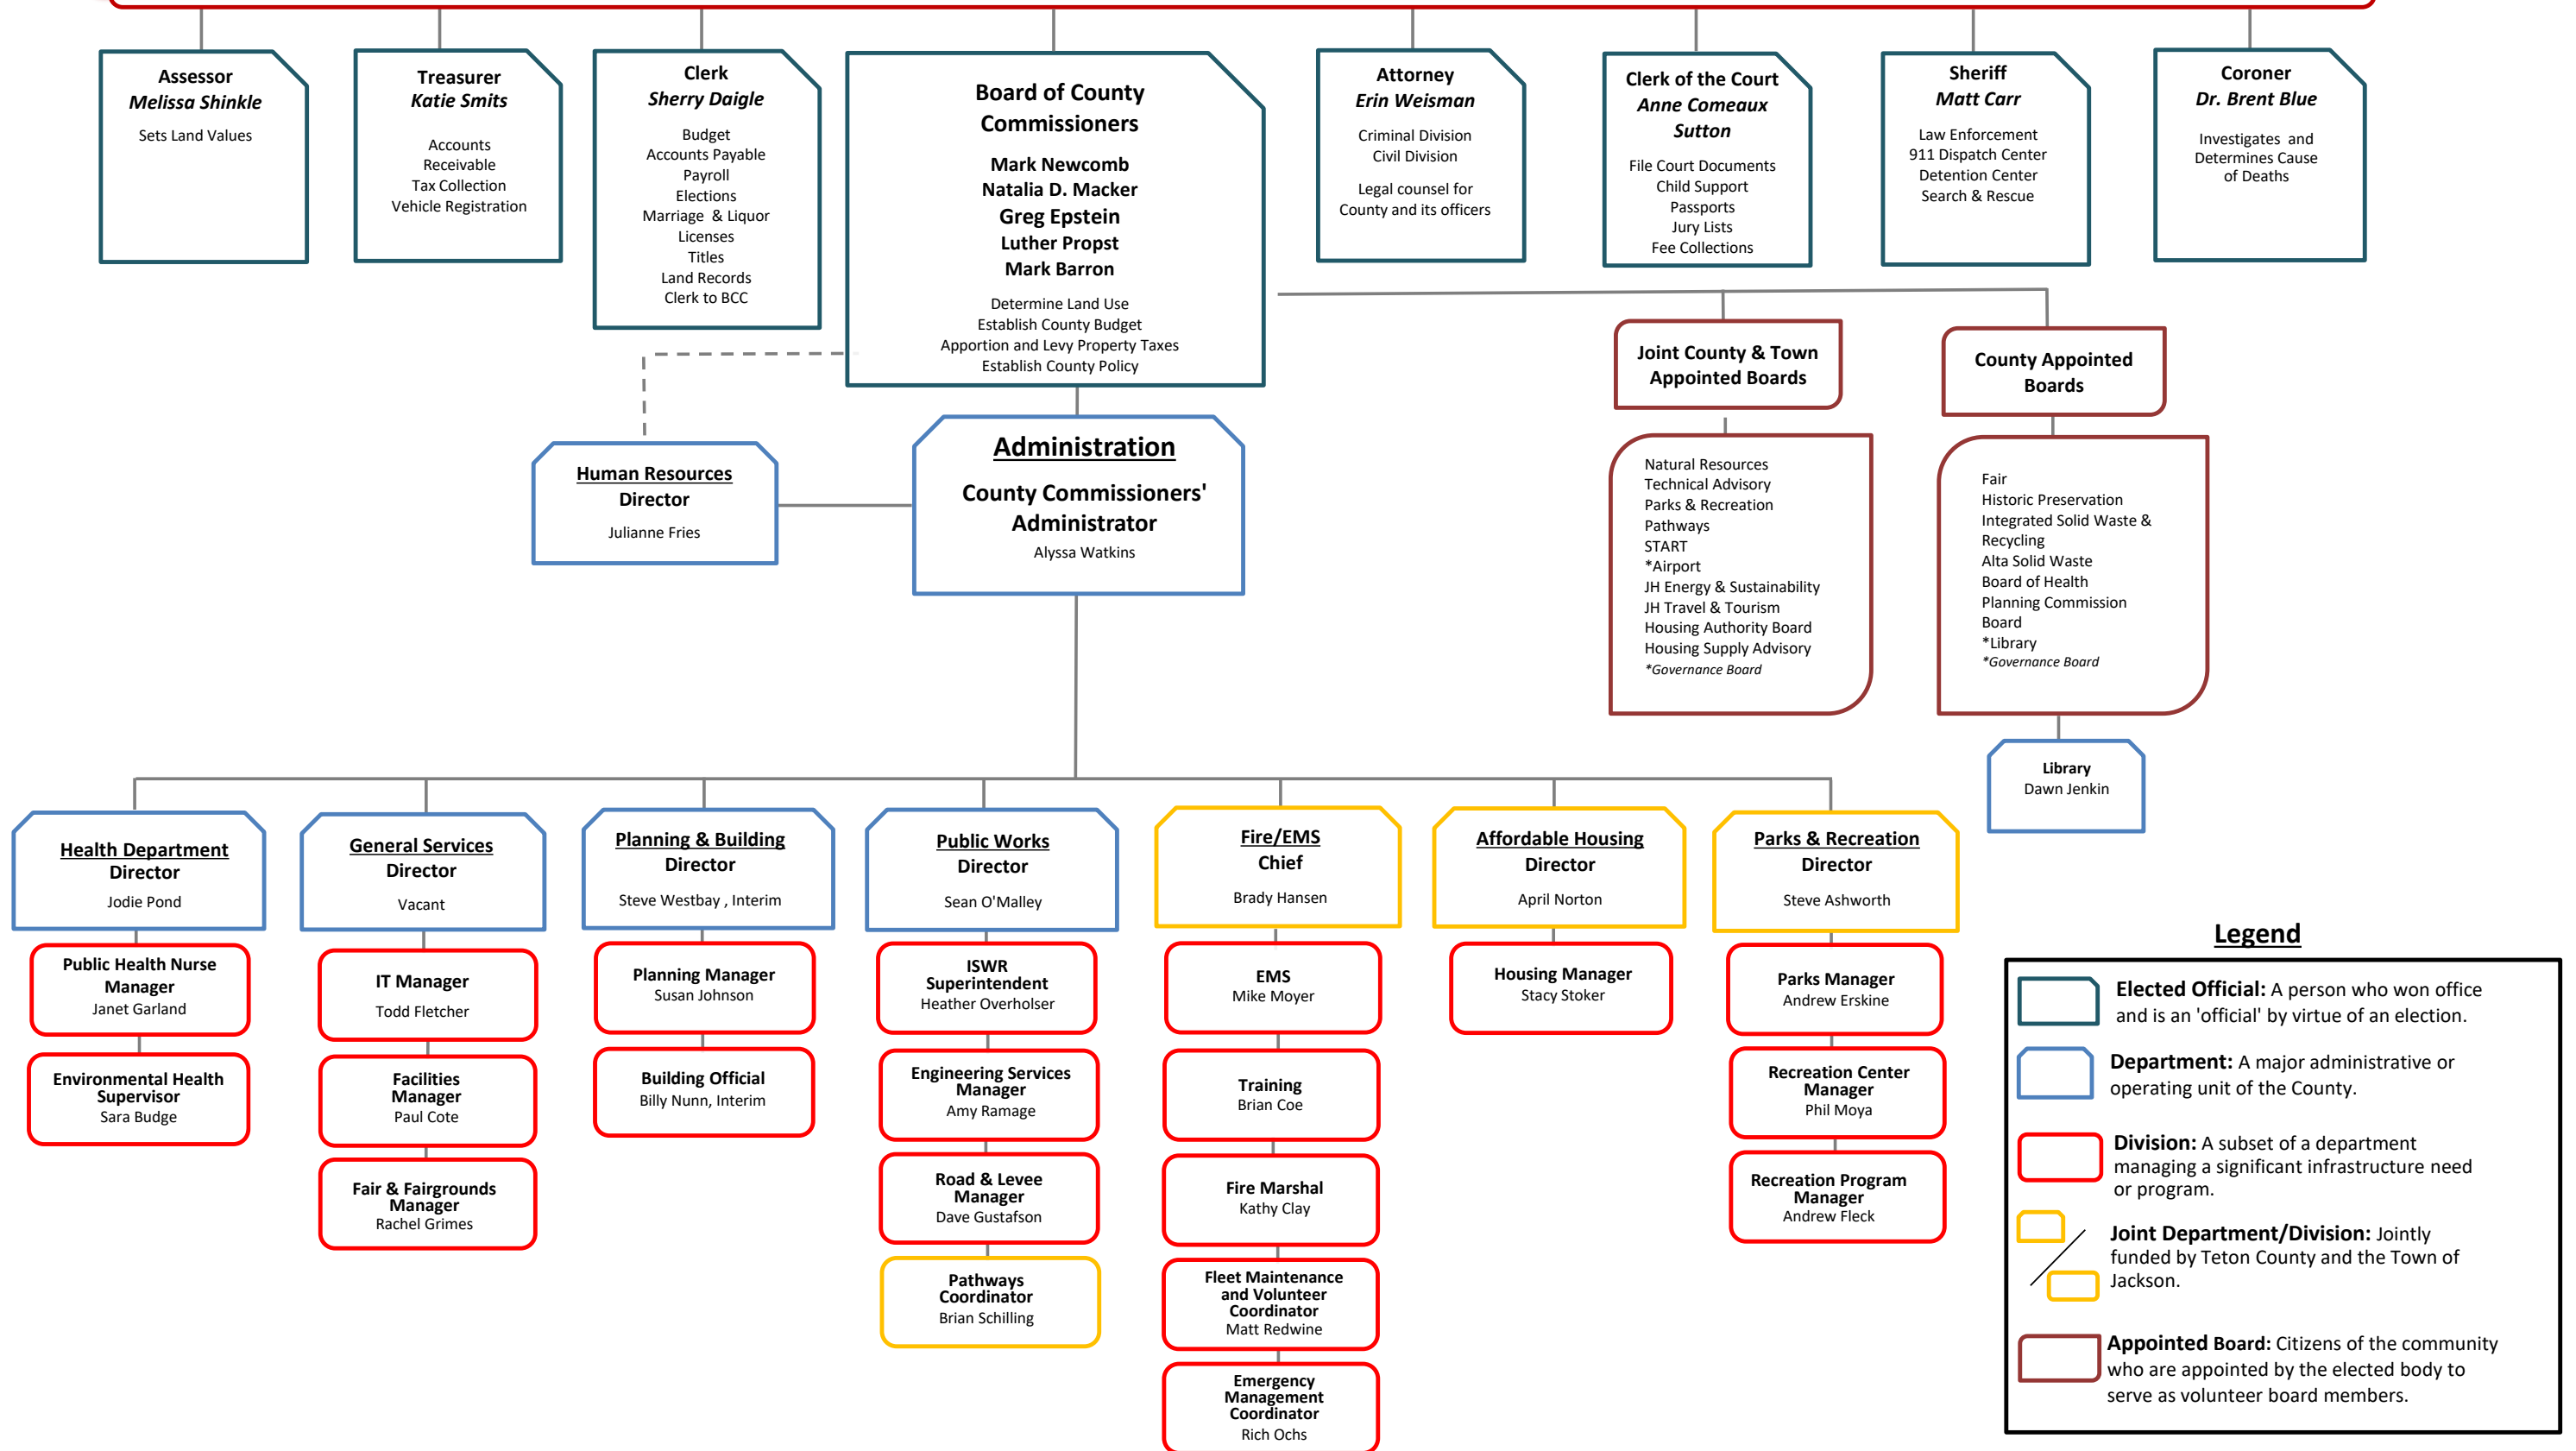 Assessor
Melissa Shinkle
Sets Land Values
Treasurer
Katie Smits
Accounts
Receivable
Tax Collection
Vehicle Registration
Clerk
Sherry Daigle
Budget
Accounts Payable
Payroll
Elections
Marriage & Liquor
Licenses
Titles
Land Records
Clerk to BCC
Board of County
Commissioners
Mark Newcomb
Natalia D. Macker
Greg Epstein
Luther Propst
Mark Barron
Determine Land Use
Establish County Budget
Apportion and Levy Property Taxes
Establish County Policy
Attorney
Erin Weisman
Criminal Division
Civil Division
Legal counsel for
County and its officers
Clerk of the Court
Anne Comeaux
Sutton
File Court Documents
Child Support
Passports
Jury Lists
Fee Collections
Sheriff
Matt Carr
Law Enforcement
911 Dispatch Center
Detention Center
Search & Rescue
Coroner
Dr. Brent Blue
Investigates and
Determines Cause
of Deaths
Joint County & Town
Appointed Boards
County Appointed
Boards
Human Resources
Director
Julianne Fries
Administration
County Commissioners'
Administrator
Alyssa Watkins
Natural Resources
Technical Advisory
Parks & Recreation
Pathways
START
*Airport
JH Energy & Sustainability
JH Travel & Tourism
Housing Authority Board
Housing Supply Advisory
*Governance Board
Fair
Historic Preservation
Integrated Solid Waste &
Recycling
Alta Solid Waste
Board of Health
Planning Commission
Board
*Library
*Governance Board
Library
Dawn Jenkin
Health Department
Director
Jodie Pond
Public Health Nurse
Manager
Janet Garland
Environmental Health
Supervisor
Sara Budge
General Services
Director
Vacant
IT Manager
Todd Fletcher
Facilities
Manager
Paul Cote
Fair & Fairgrounds
Manager
Rachel Grimes
Planning & Building
Director
Steve Westbay , Interim
Planning Manager
Susan Johnson
Building Official
Billy Nunn, Interim
Public Works
Director
Sean O'Malley
ISWR
Superintendent
Heather Overholser
Engineering Services
Manager
Amy Ramage
Road & Levee
Manager
Dave Gustafson
Pathways
Coordinator
Brian Schilling
Fire/EMS
Chief
Brady Hansen
EMS
Mike Moyer
Training
Brian Coe
Fire Marshal
Kathy Clay
Fleet Maintenance
and Volunteer
Coordinator
Matt Redwine
Emergency
Management
Coordinator
Rich Ochs
Affordable Housing
Director
April Norton
Housing Manager
Stacy Stoker
Parks & Recreation
Director
Steve Ashworth
Parks Manager
Andrew Erskine
Recreation Center
Manager
Phil Moya
Recreation Program
Manager
Andrew Fleck
Legend
Elected Official: A person who won office
and is an 'official' by virtue of an election.
Department: A major administrative or
operating unit of the County.
Division: A subset of a department
managing a significant infrastructure need
or program.
Joint Department/Division: Jointly
funded by Teton County and the Town of
Jackson.
Appointed Board: Citizens of the community
who are appointed by the elected body to
serve as volunteer board members.